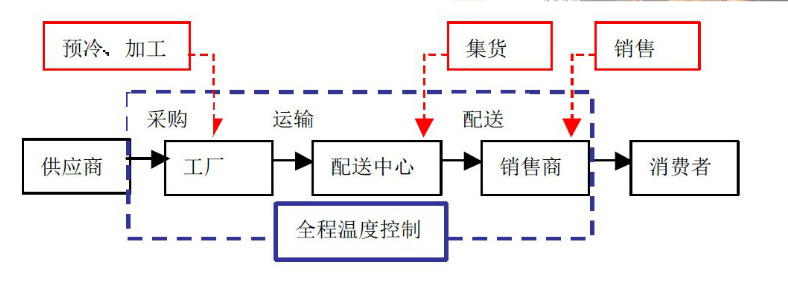 预冷、加工
集货
销售
采购
运输
配送
供应商
工厂
配送中心
销售商
消费者
全程温度控制